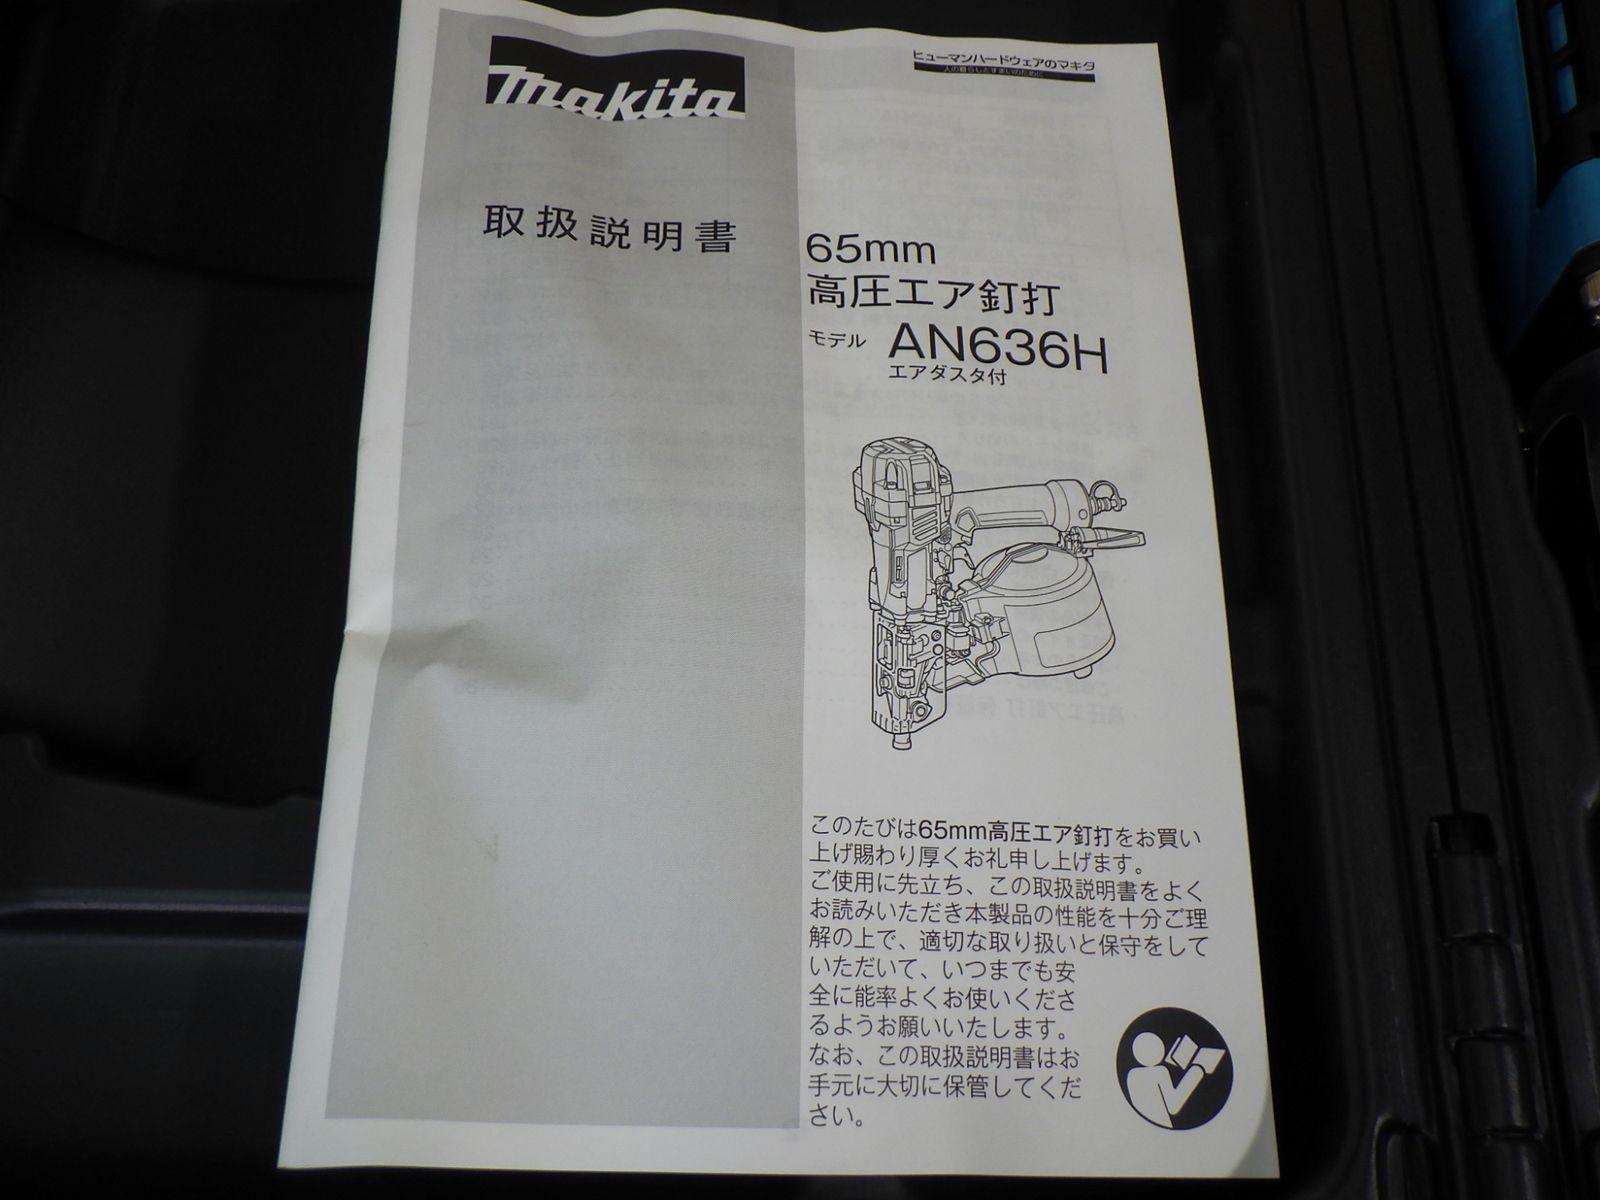 makita
取扱説明書
ヒューマンハードウェアのマキタ
人の暮らしとすまいのために
65mm
高圧エア釘打
モデル AN636H
エアダスタ付
このたびは65mm高圧エア釘打をお買い
上げ賜わり厚くお礼申し上げます。
ご使用に先立ち、この取扱説明書をよく
お読みいただき本製品の性能を十分ご理
解の上で、適切な取り扱いと保守をして
いただいて、いつまでも安
全に能率よくお使いくださ
るようお願いいたします。
なお、この取扱説明書はお
手元に大切に保管してくだ
さい。